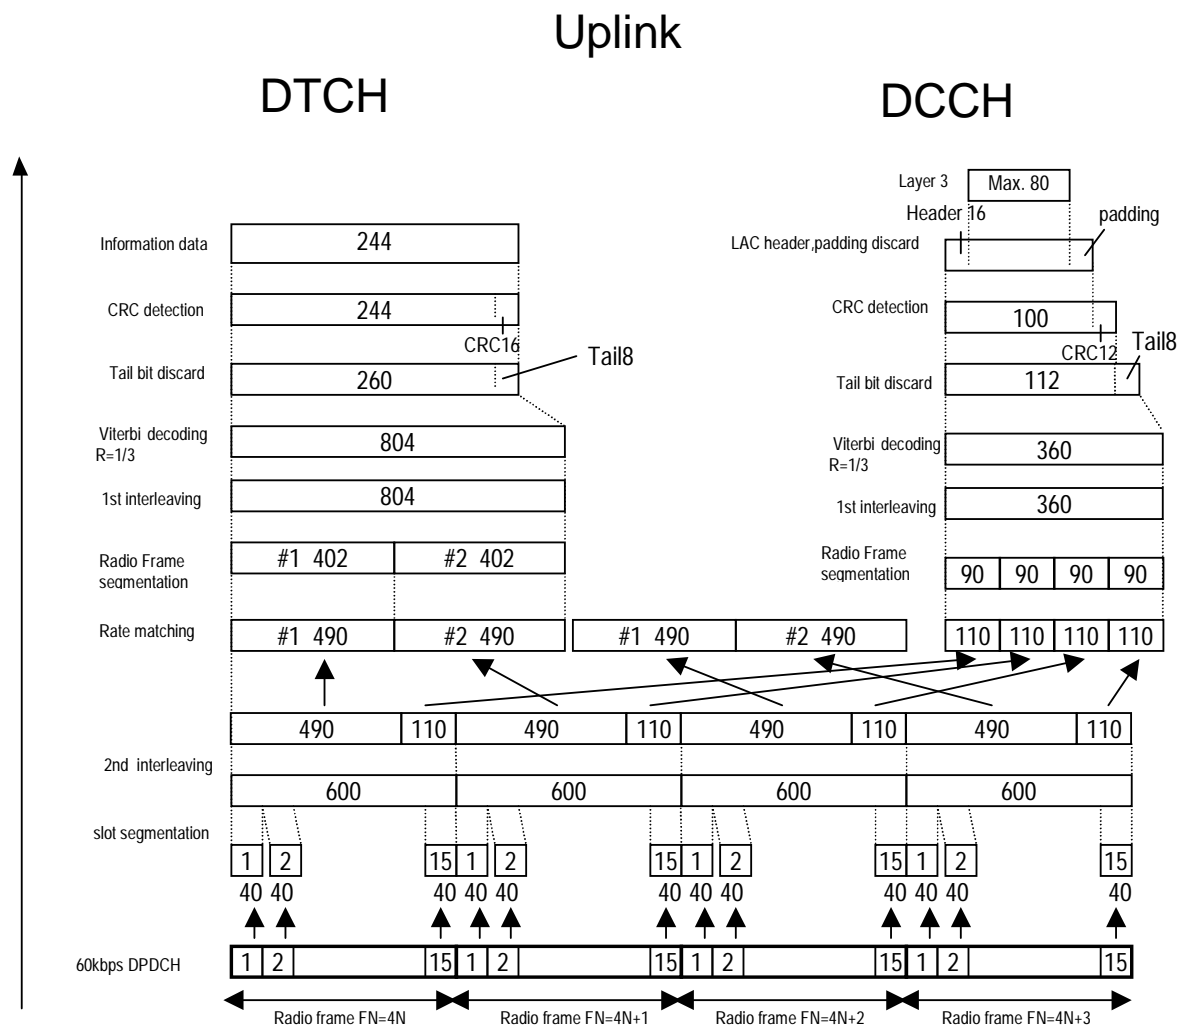 Uplink
DTCH DCCH
Layer 3 Max. 80
Header 16 padding
Information data 244 LAC header,padding discard
CRC detection 244 CRC detection 100
CRC16 Tail8 CRC12 Tail8
Tail bit discard 260 Tail bit discard 112
Viterbi decoding 804 Viterbi decoding 360
R=1/3 R=1/3
1st interleaving 804 1st interleaving 360
Radio Frame #1 402 #2 402 Radio Frame
segmentation segmentation 90 90 90 90
Rate matching #1 490 #2 490 #1 490 #2 490 110 110 110 110
490 110 490 110 490 110 490 110
2nd interleaving
600 600 600 600
slot segmentation
1 2 15 1 2 15 1 2 15 1 2 15
40 40 40 40 40 40 40 40 40 40 40 40
60kbps DPDCH 1 2 15 1 2 15 1 2 15 1 2 15
Radio frame FN=4N Radio frame FN=4N+1 Radio frame FN=4N+2 Radio frame FN=4N+3